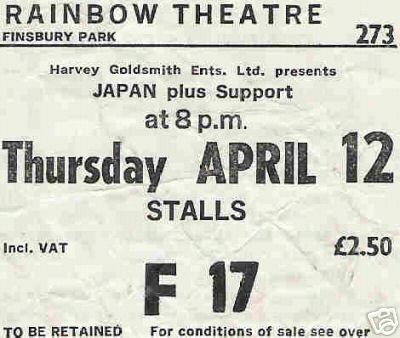 RAINBOW THEATRE
FINSBURY PARK 273
Harvey Goldsmith Ents. Ltd. presents
JAPAN plus Support
at 8 p.m.
Thursday APRIL 12
STALLS
Incl. VAT £2.50
F 17
TO BE RETAINED For conditions of sale see over